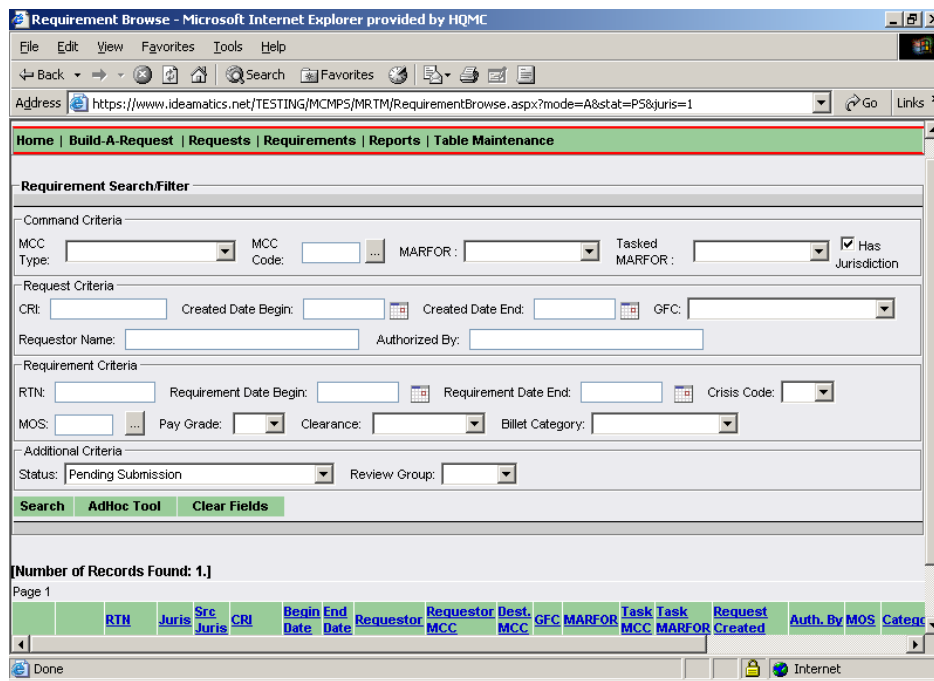 Requirement Browse - Microsoft Internet Explorer provided by HQMC
File Edit View Favorites Tools Help
Back Search Favorites
Address https://www.ideamatics.net/TESTING/MCMPS/MRTM/RequirementBrowse.aspx?mode=A&stat=PS&juris=1 Go Links
Home | Build-A-Request | Requests | Requirements | Reports | Table Maintenance
Requirement Search/Filter
Command Criteria
MCC Type: MCC Code: ... MARFOR : Tasked MARFOR : Has Jurisdiction
Request Criteria
CRI: Created Date Begin: Created Date End: GFC:
Requestor Name: Authorized By:
Requirement Criteria
RTN: Requirement Date Begin: Requirement Date End: Crisis Code:
MOS: ... Pay Grade: Clearance: Billet Category:
Additional Criteria
Status: Pending Submission Review Group:
Search AdHoc Tool Clear Fields
[Number of Records Found: 1.]
Page 1
RTN Juris Src Juris CRI Begin Date End Date Requestor Requestor MCC Dest. MCC GFC MARFOR Task MCC Task MARFOR Request Created Auth. By MOS Catego
Done Internet